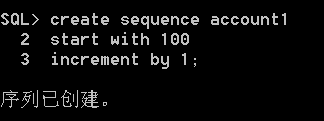 SQL> create sequence account1
  2  start with 100
  3  increment by 1;
序列已创建。